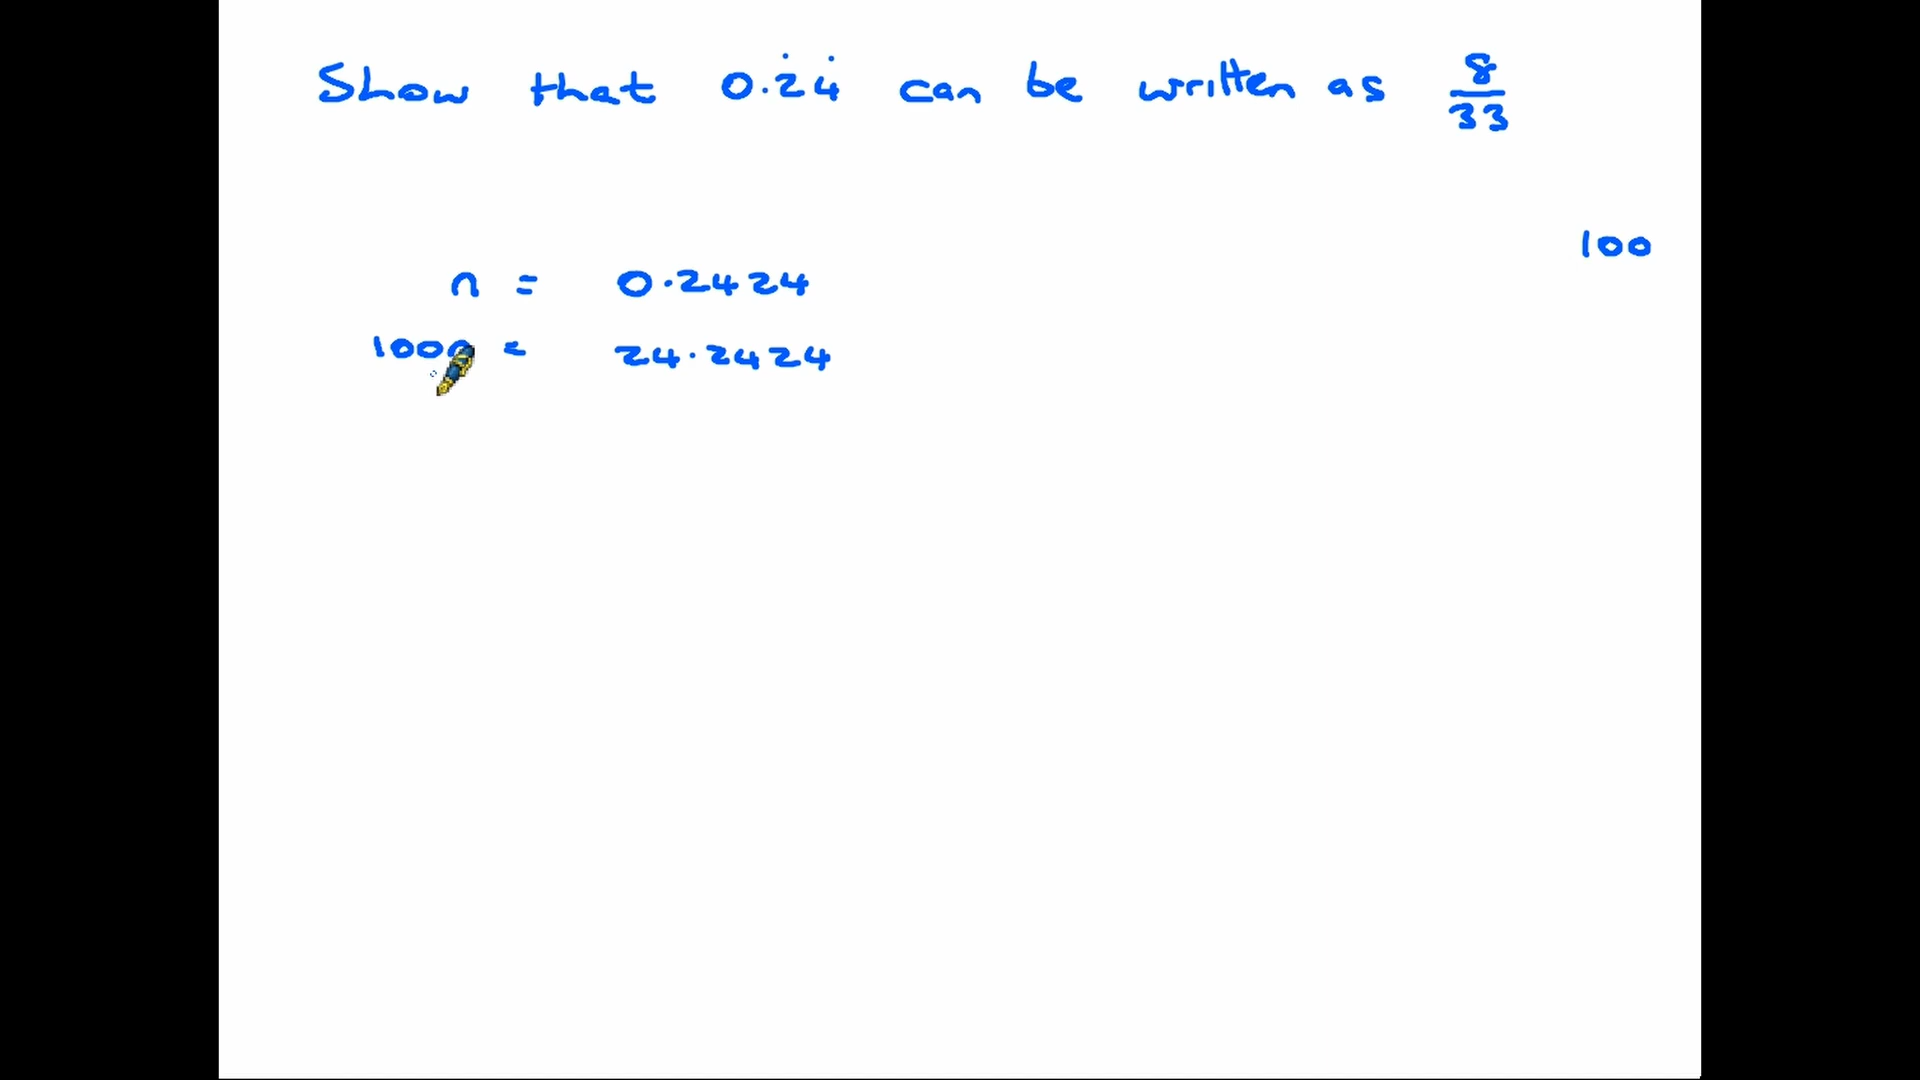 Show that 0.2̇4̇ can be written as 8/33
100
n = 0.2424
100n = 24.2424